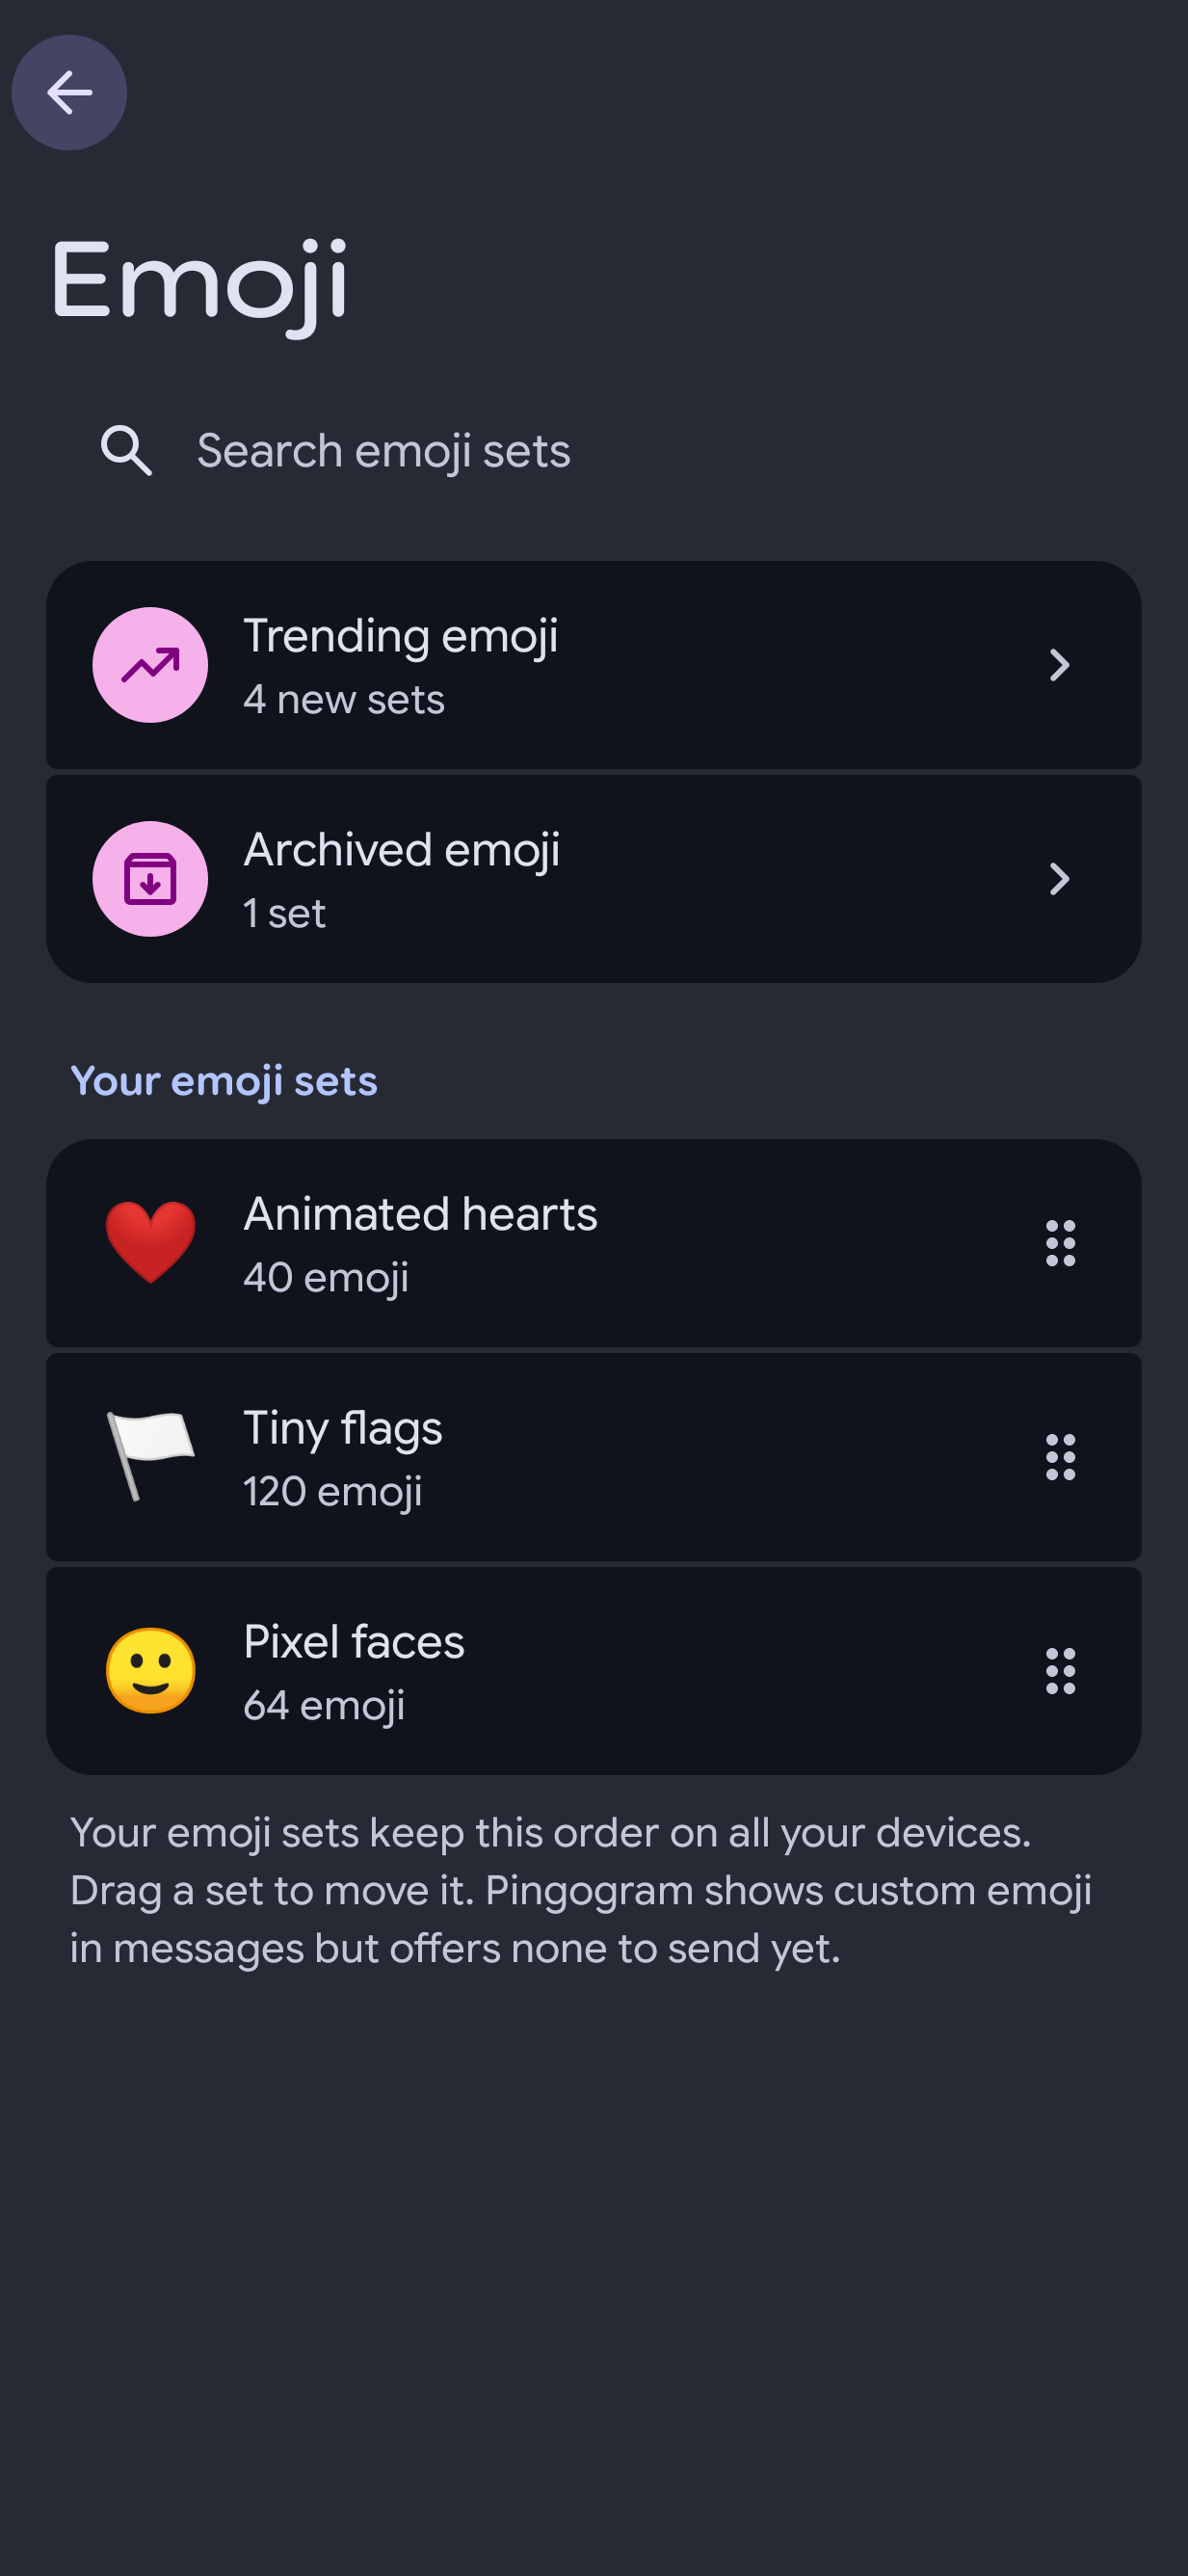 Emoji
Search emoji sets
Trending emoji
4 new sets
Archived emoji
1 set
Your emoji sets
Animated hearts
40 emoji
Tiny flags
120 emoji
Pixel faces
64 emoji
Your emoji sets keep this order on all your devices.
Drag a set to move it. Pingogram shows custom emoji
in messages but offers none to send yet.